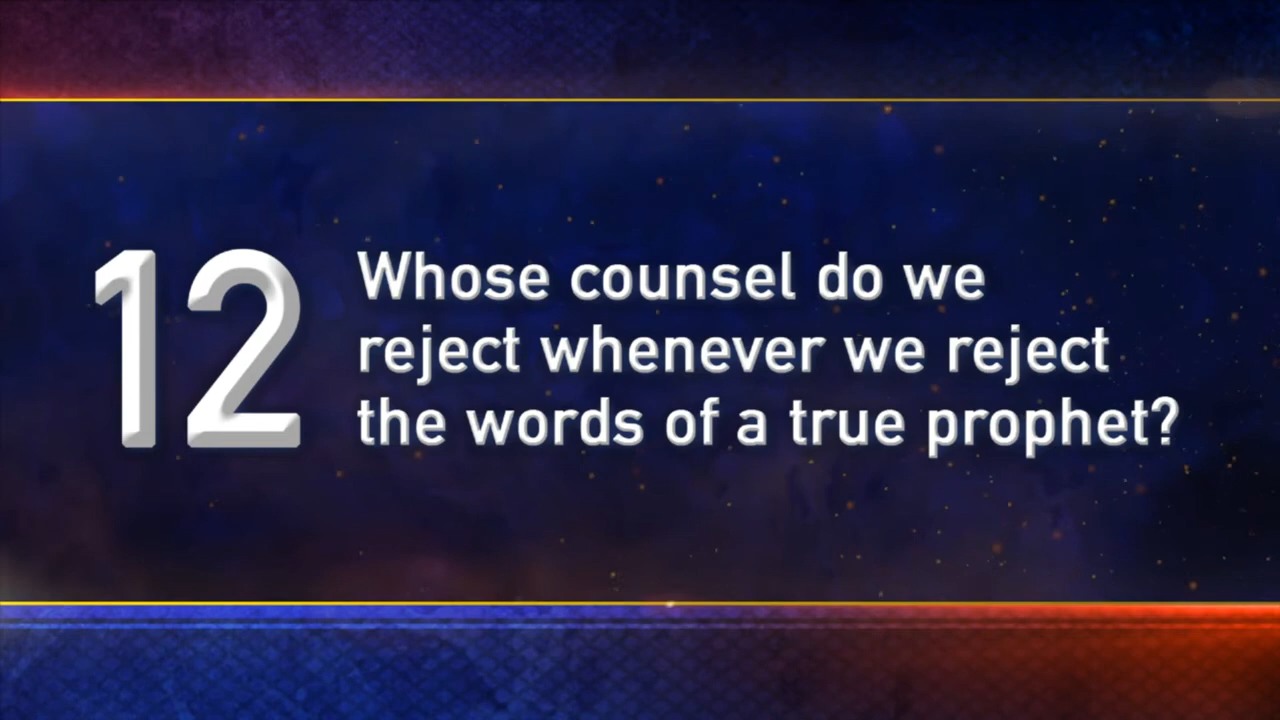 12
Whose counsel do we
reject whenever we reject
the words of a true prophet?